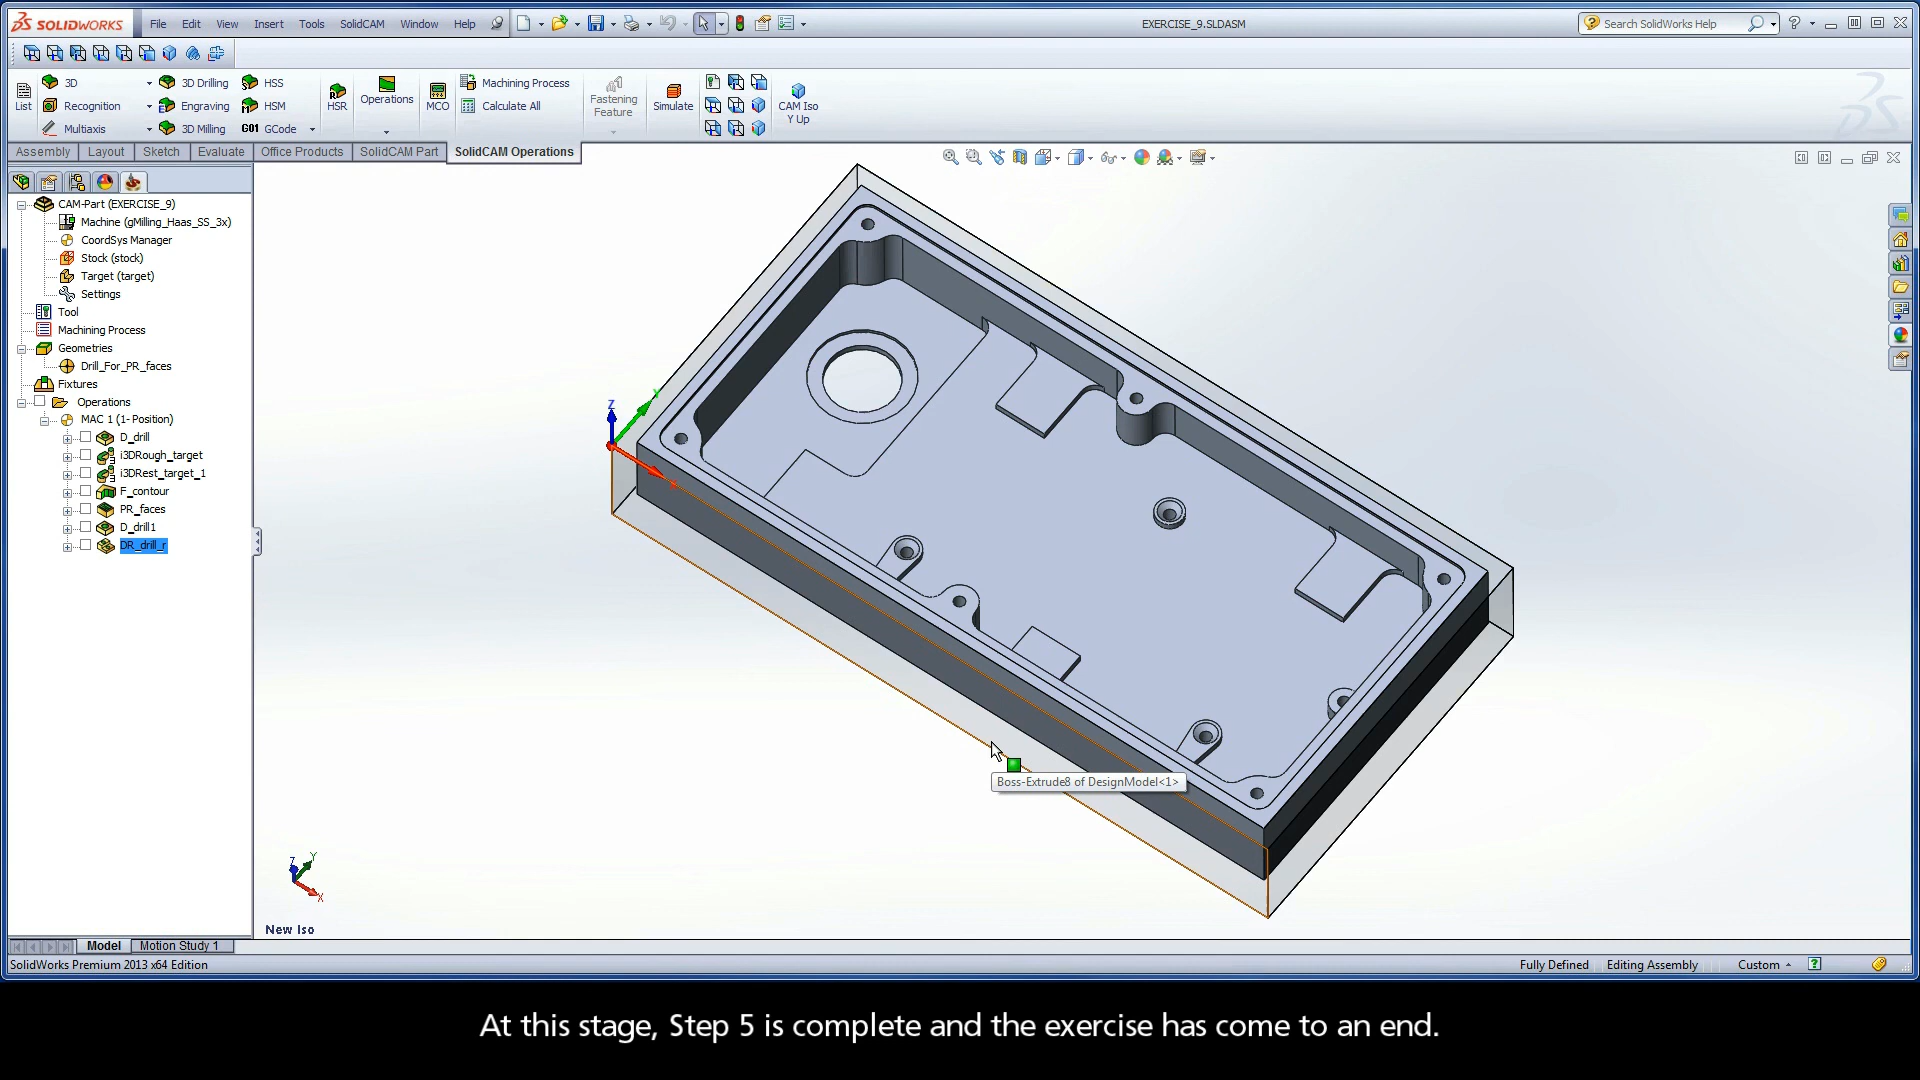 SOLIDWORKS File Edit View Insert Tools SolidCAM Window Help EXERCISE_9.SLDASM Search SolidWorks Help
3D 3D Drilling HSS Machining Process
List Recognition Engraving HSM HSR Operations MCO Calculate All Fastening Feature Simulate CAM Iso Y Up
Multiaxis 3D Milling G01 GCode
Assembly Layout Sketch Evaluate Office Products SolidCAM Part SolidCAM Operations
CAM-Part (EXERCISE_9)
Machine (gMilling_Haas_SS_3x)
CoordSys Manager
Stock (stock)
Target (target)
Settings
Tool
Machining Process
Geometries
Drill_For_PR_faces
Fixtures
Operations
MAC 1 (1- Position)
D_drill
i3DRough_target
i3DRest_target_1
F_contour
PR_faces
D_drill1
DR_drill_r
Z
Boss-Extrude8 of DesignModel<1>
Z Y
X
New Iso
Model Motion Study 1
SolidWorks Premium 2013 x64 Edition Fully Defined Editing Assembly Custom
At this stage, Step 5 is complete and the exercise has come to an end.